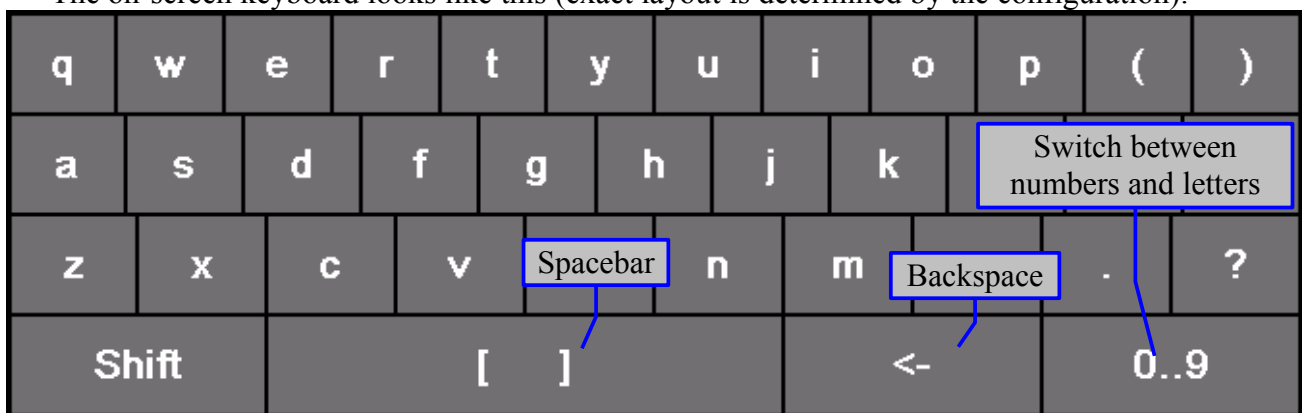 The on-screen keyboard looks like this (exact layout is determined by the configuration):
q w e r t y u i o p ( )
a s d f g h j k
Switch between
numbers and letters
z x c v Spacebar n m Backspace . ?
Shift [ ] <- 0..9